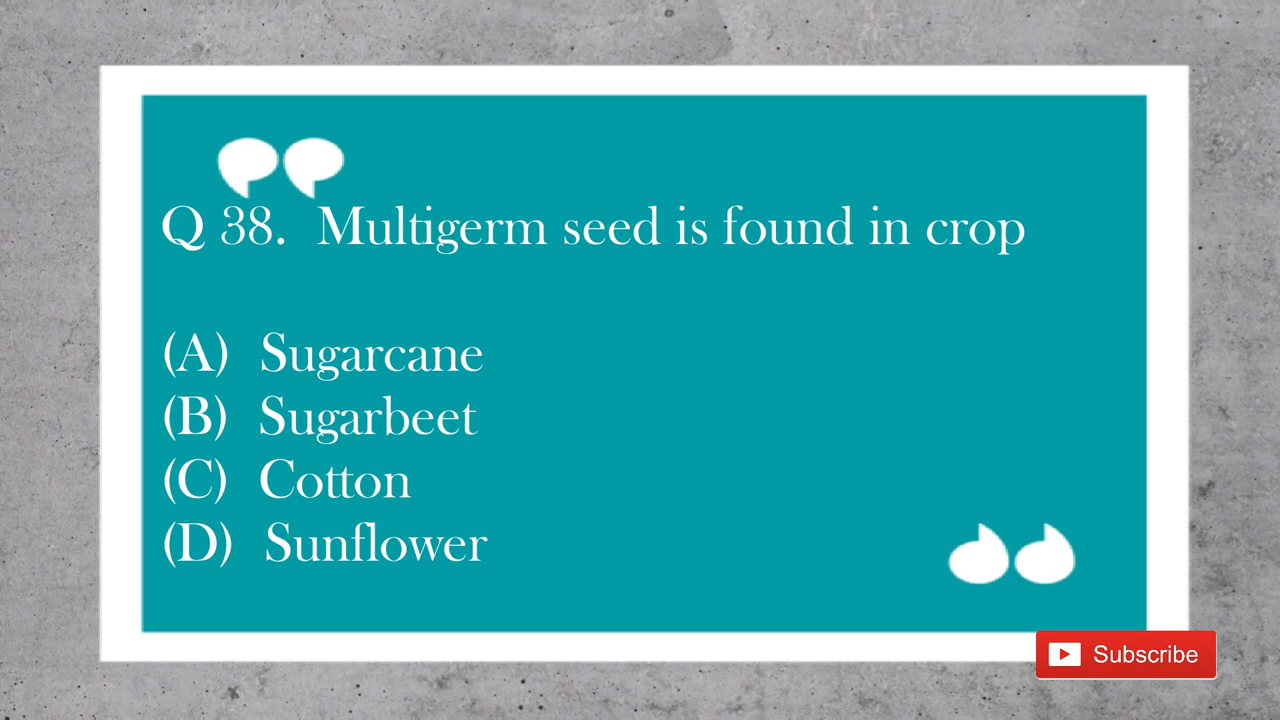 Q 38. Multigerm seed is found in crop
(A) Sugarcane
(B) Sugarbeet
(C) Cotton
(D) Sunflower
Subscribe